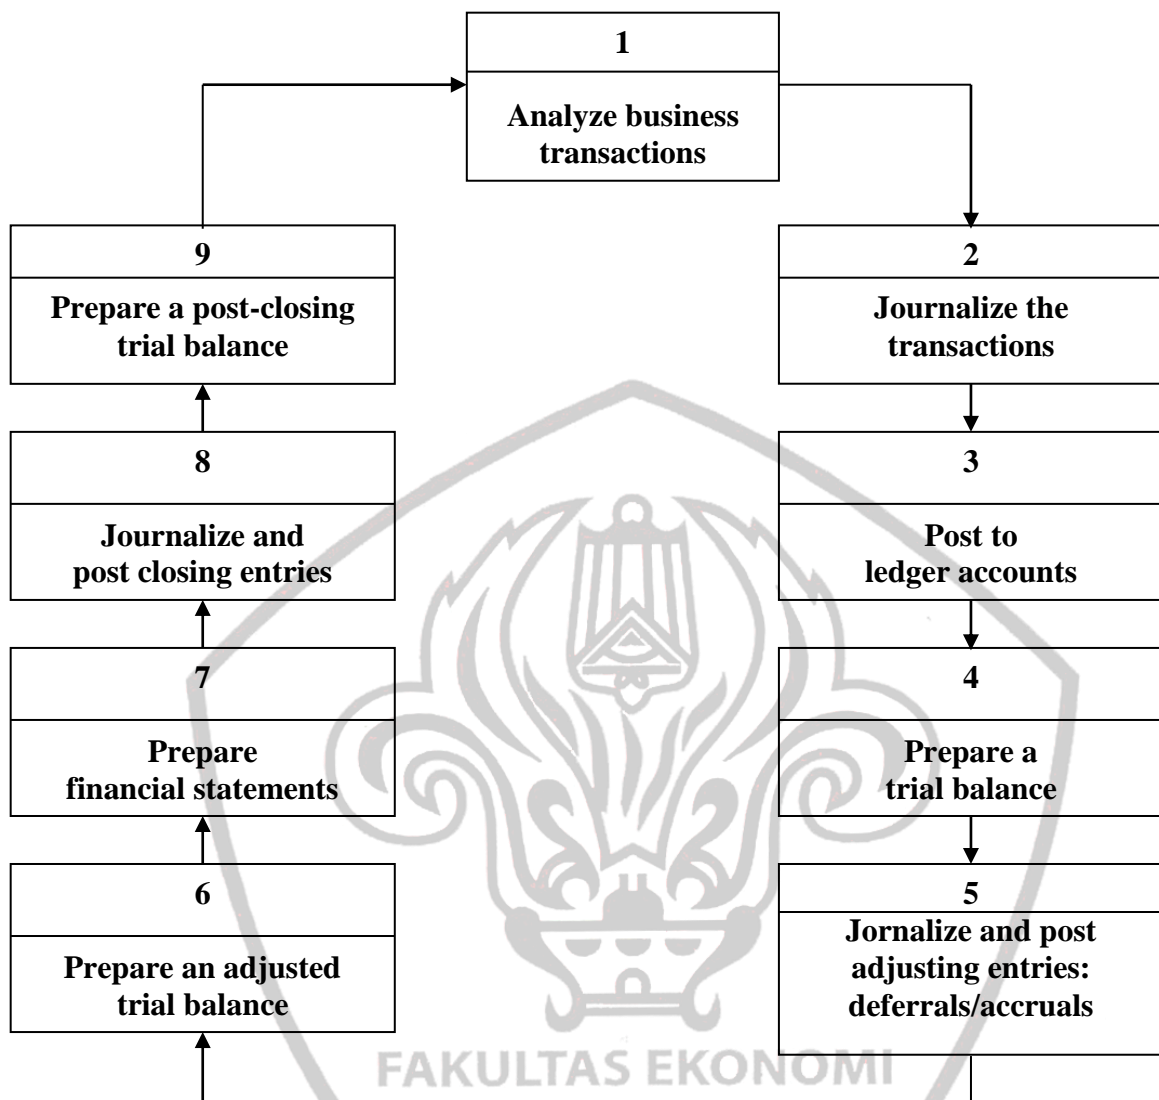 1
Analyze business
transactions
9
Prepare a post-closing
trial balance
2
Journalize the
transactions
8
Journalize and
post closing entries
3
Post to
ledger accounts
7
Prepare
financial statements
4
Prepare a
trial balance
6
Prepare an adjusted
trial balance
5
Jornalize and post
adjusting entries:
deferrals/accruals
FAKULTAS EKONOMI